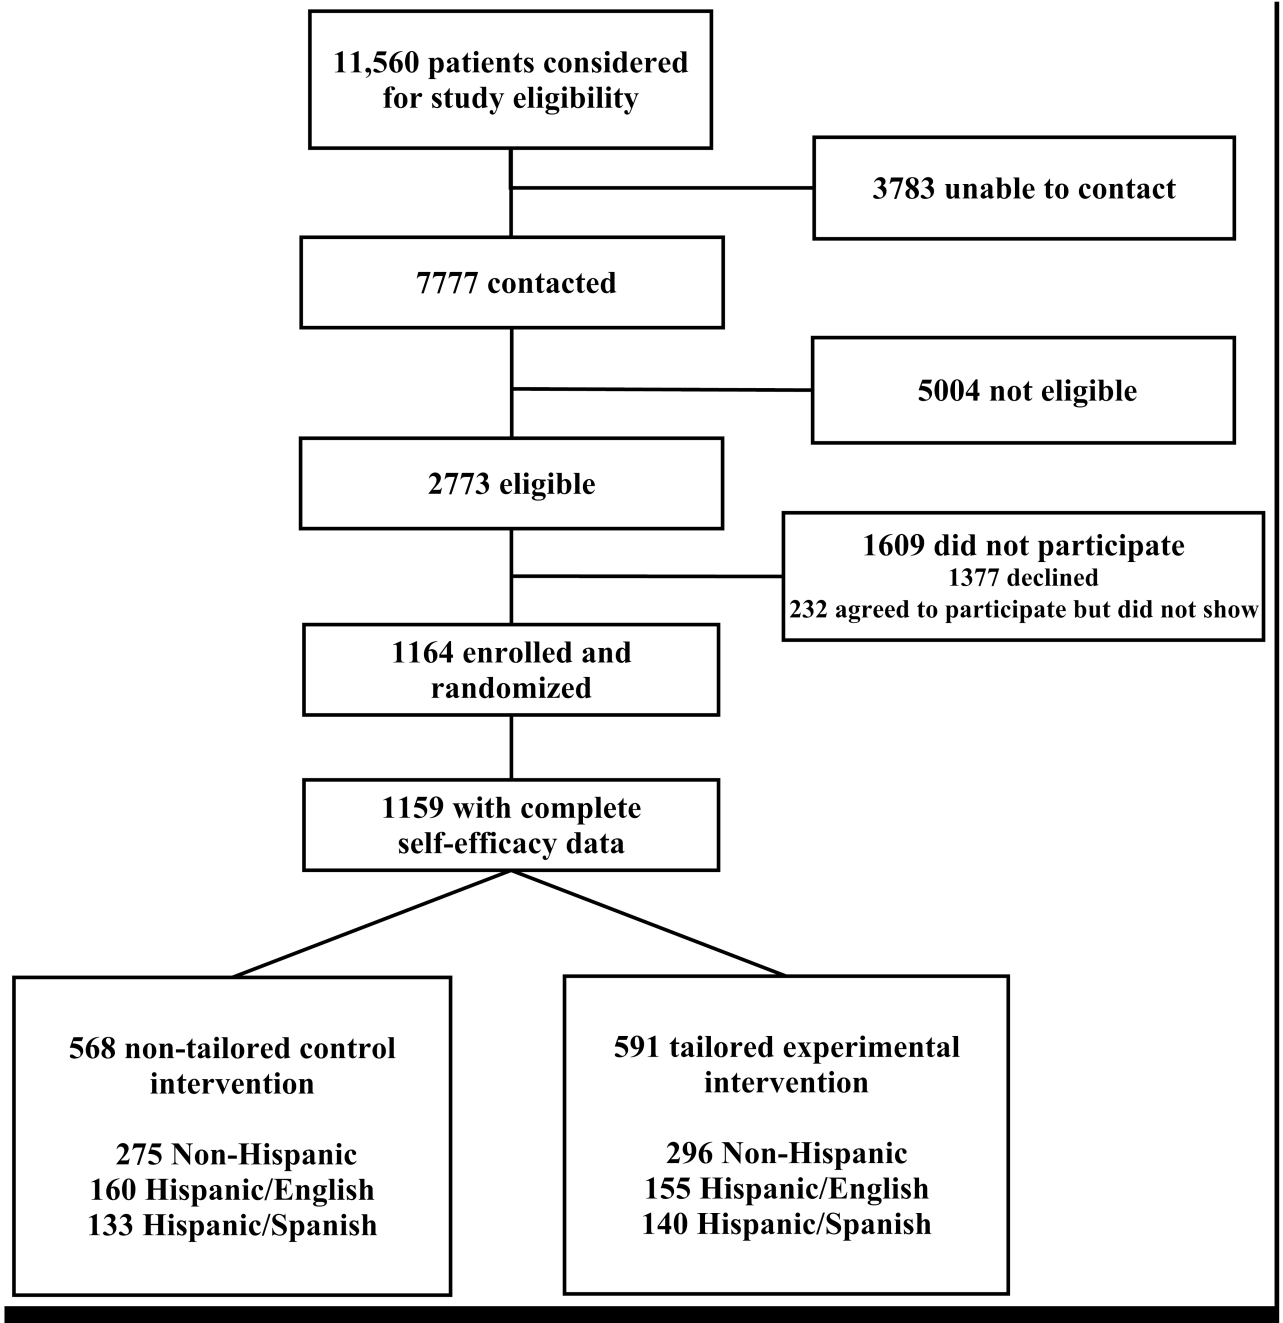 11,560 patients considered
for study eligibility
3783 unable to contact
7777 contacted
5004 not eligible
2773 eligible
1609 did not participate
1377 declined
232 agreed to participate but did not show
1164 enrolled and
randomized
1159 with complete
self-efficacy data
568 non-tailored control
intervention
275 Non-Hispanic
160 Hispanic/English
133 Hispanic/Spanish
591 tailored experimental
intervention
296 Non-Hispanic
155 Hispanic/English
140 Hispanic/Spanish